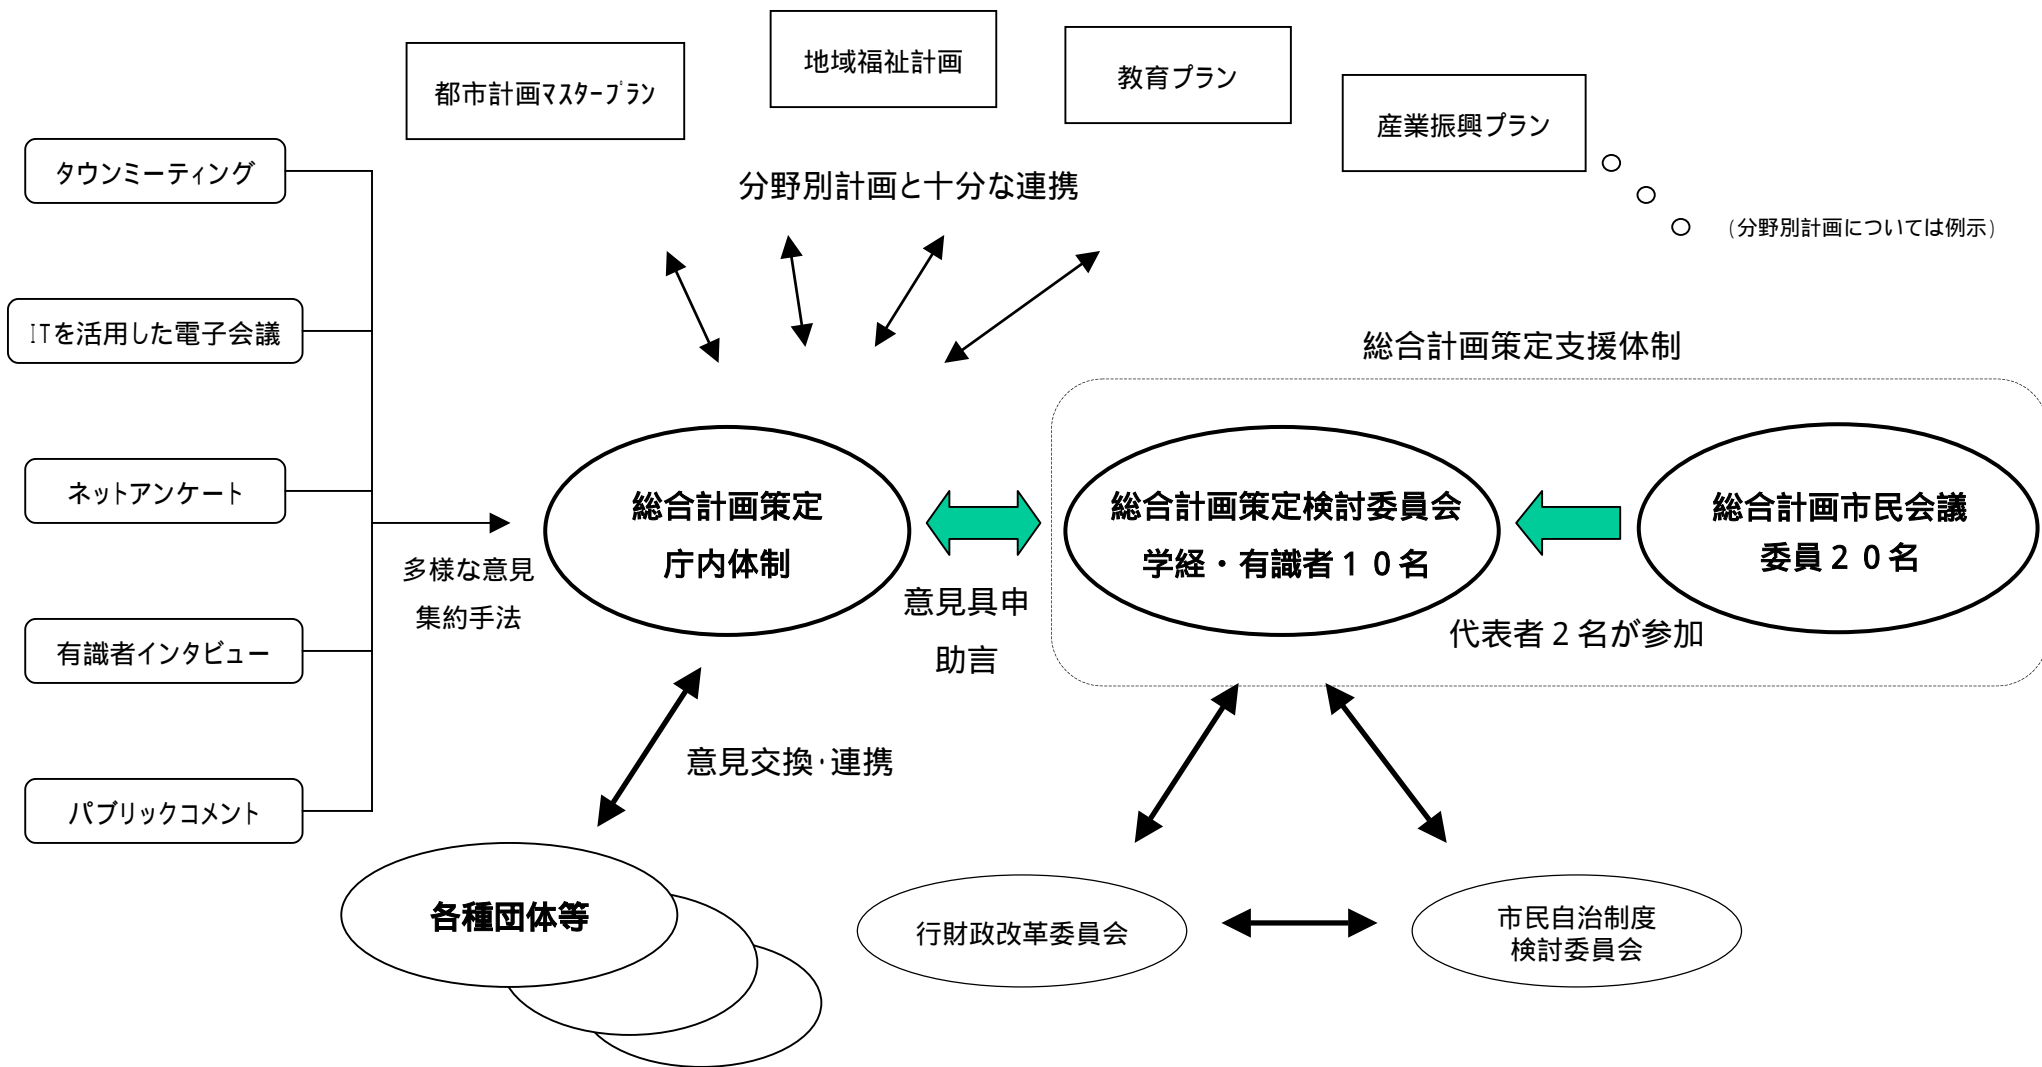 都市計画マスタープラン
地域福祉計画
教育プラン
産業振興プラン
分野別計画と十分な連携
(分野別計画については例示)
タウンミーティング
ITを活用した電子会議
ネットアンケート
有識者インタビュー
パブリックコメント
多様な意見
集約手法
総合計画策定
庁内体制
意見具申
助言
総合計画策定支援体制
総合計画策定検討委員会
学経・有識者10名
総合計画市民会議
委員20名
代表者2名が参加
意見交換・連携
各種団体等
行財政改革委員会
市民自治制度
検討委員会